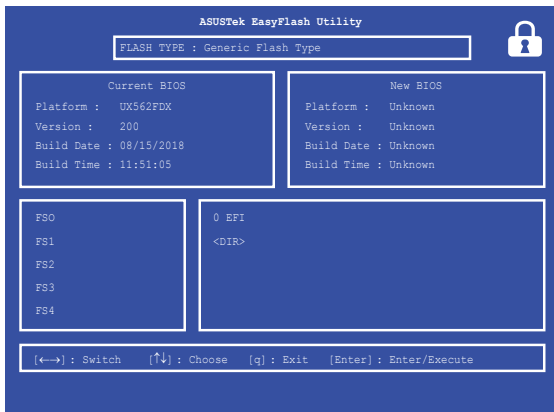 ASUSTek EasyFlash Utility
FLASH TYPE : Generic Flash Type
Current BIOS
Platform : UX562FDX
Version : 200
Build Date : 08/15/2018
Build Time : 11:51:05
New BIOS
Platform : Unknown
Version : Unknown
Build Date : Unknown
Build Time : Unknown
FSO
FS1
FS2
FS3
FS4
0 EFI
<DIR>
[←→] : Switch [↑↓] : Choose [q] : Exit [Enter] : Enter/Execute